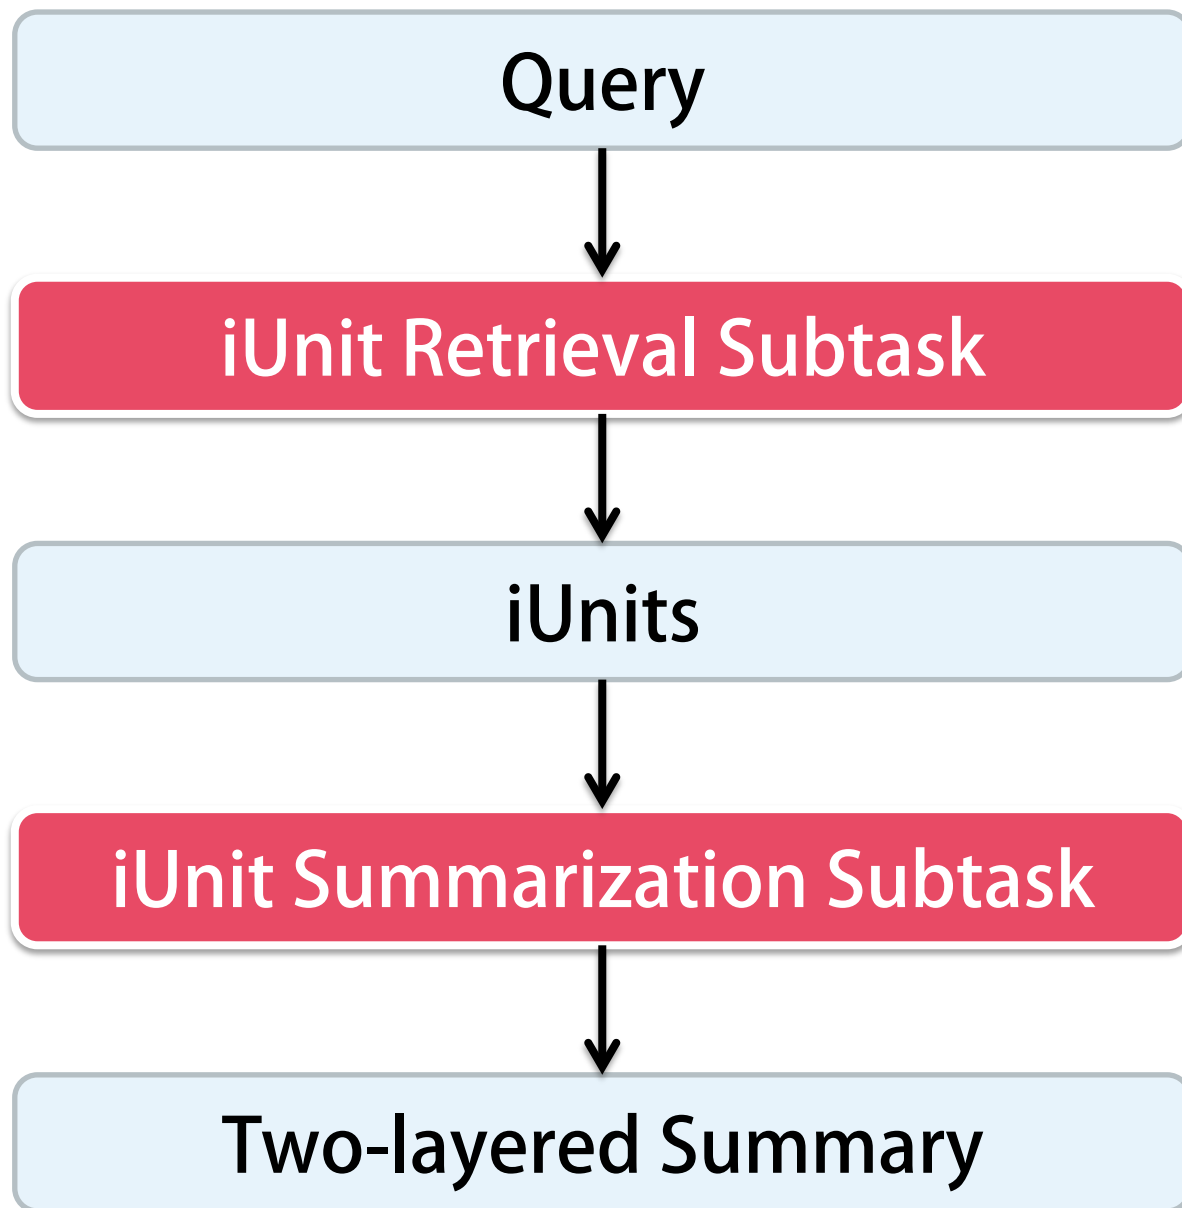 Query
iUnit Retrieval Subtask
iUnits
iUnit Summarization Subtask
Two-layered Summary